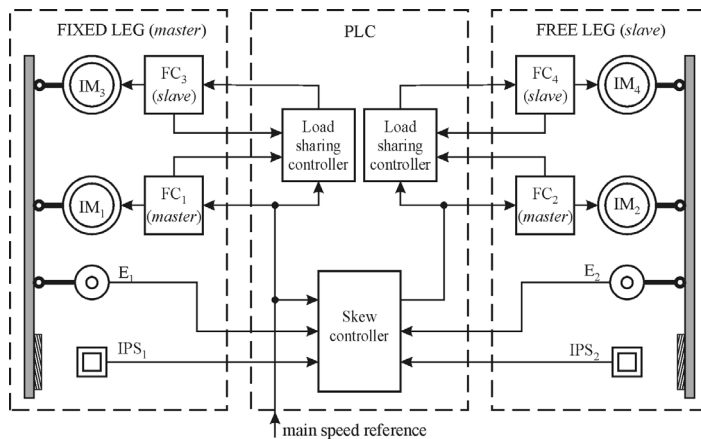 FIXED LEG (master)
PLC
FREE LEG (slave)
IM3
FC3
(slave)
Load
sharing
controller
Load
sharing
controller
FC4
(slave)
IM4
IM1
FC1
(master)
FC2
(master)
IM2
E1
Skew
controller
E2
IPS1
IPS2
main speed reference